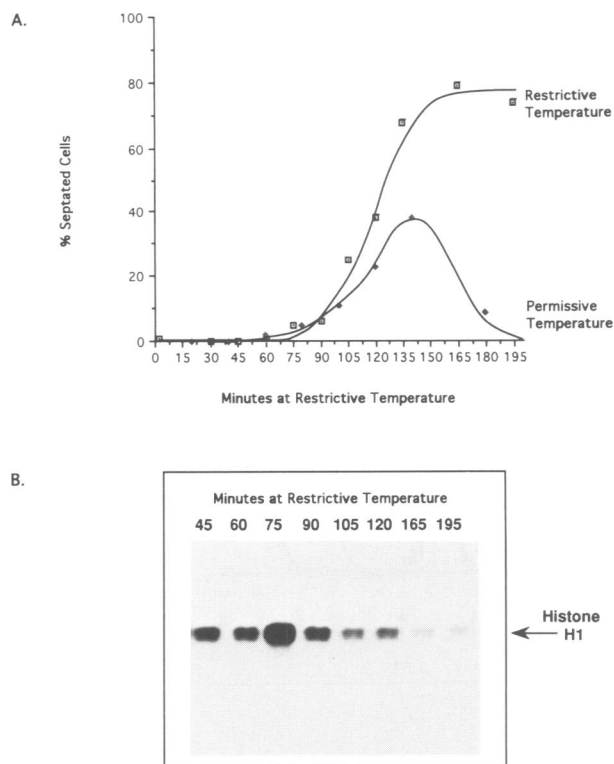 A.
100
80
60
40
20
0
% Septated Cells
Restrictive
Temperature
Permissive
Temperature
0 15 30 45 60 75 90 105 120 135 150 165 180 195
Minutes at Restrictive Temperature
B.
Minutes at Restrictive Temperature
45 60 75 90 105 120 165 195
Histone
H1